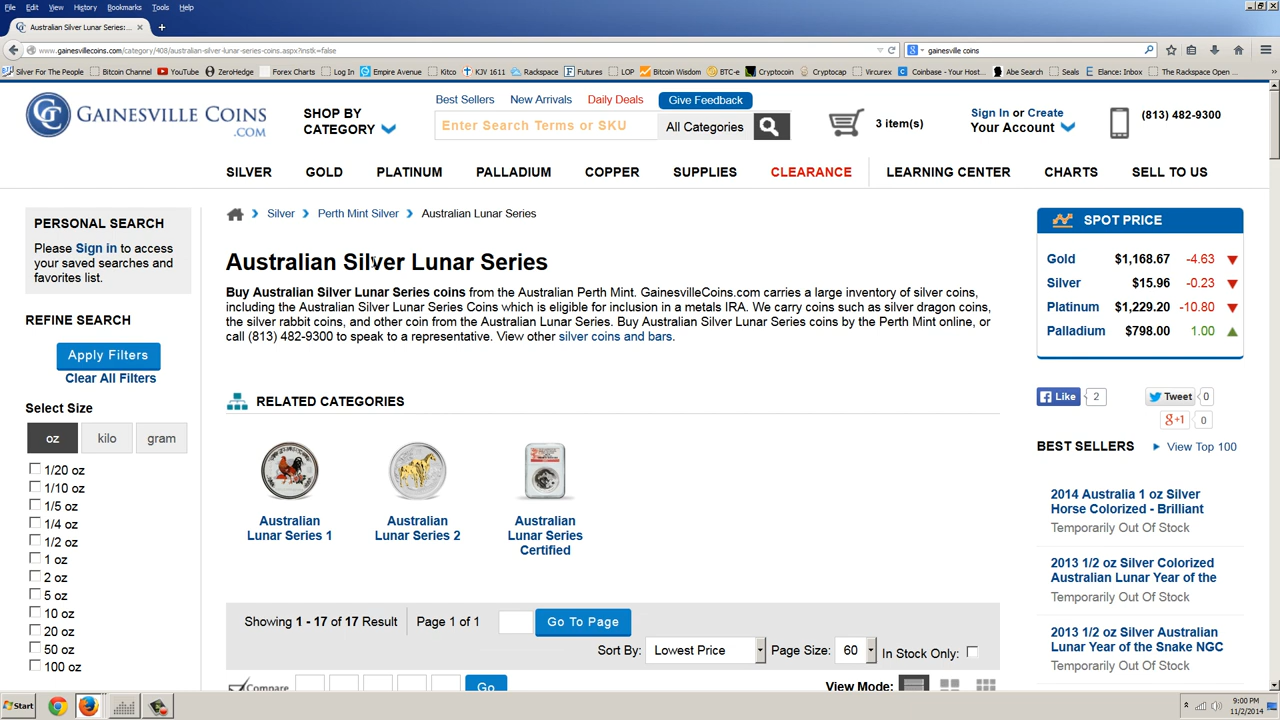 File Edit View History Bookmarks Tools Help
Australian Silver Lunar Series:...
www.gainesvillecoins.com/category/408/australian-silver-lunar-series-coins.aspx?instk=false
gainesville coins
Silver For The People Bitcoin Channel YouTube ZeroHedge Forex Charts Log In Empire Avenue Kitco KJV 1611 Rackspace Futures LOP Bitcoin Wisdom BTC-e Cryptocoin Cryptocap Vircurex Coinbase - Your Host... Abe Search Seals Elance: Inbox The Rackspace Open ...
GAINESVILLE COINS .COM
SHOP BY CATEGORY
Best Sellers New Arrivals Daily Deals Give Feedback
Enter Search Terms or SKU All Categories
3 item(s)
Sign In or Create
Your Account
(813) 482-9300
SILVER GOLD PLATINUM PALLADIUM COPPER SUPPLIES CLEARANCE LEARNING CENTER CHARTS SELL TO US
Silver Perth Mint Silver Australian Lunar Series
PERSONAL SEARCH
Please Sign in to access
your saved searches and
favorites list.
REFINE SEARCH
Apply Filters
Clear All Filters
Select Size
oz kilo gram
1/20 oz
1/10 oz
1/5 oz
1/4 oz
1/2 oz
1 oz
2 oz
5 oz
10 oz
20 oz
50 oz
100 oz
Australian Silver Lunar Series
Buy Australian Silver Lunar Series coins from the Australian Perth Mint. GainesvilleCoins.com carries a large inventory of silver coins,
including the Australian Silver Lunar Series Coins which is eligible for inclusion in a metals IRA. We carry coins such as silver dragon coins,
the silver rabbit coins, and other coin from the Australian Lunar Series. Buy Australian Silver Lunar Series coins by the Perth Mint online, or
call (813) 482-9300 to speak to a representative. View other silver coins and bars.
RELATED CATEGORIES
Australian Lunar Series 1
Australian Lunar Series 2
Australian Lunar Series Certified
Showing 1 - 17 of 17 Result Page 1 of 1 Go To Page
Sort By: Lowest Price Page Size: 60 In Stock Only:
Compare Go View Mode:
SPOT PRICE
Gold $1,168.67 -4.63
Silver $15.96 -0.23
Platinum $1,229.20 -10.80
Palladium $798.00 1.00
Like 2 Tweet 0
g+1 0
BEST SELLERS View Top 100
2014 Australia 1 oz Silver
Horse Colorized - Brilliant
Temporarily Out Of Stock
2013 1/2 oz Silver Colorized
Australian Lunar Year of the
Temporarily Out Of Stock
2013 1/2 oz Silver Australian
Lunar Year of the Snake NGC
Temporarily Out Of Stock
Start
9:00 PM
11/2/2014